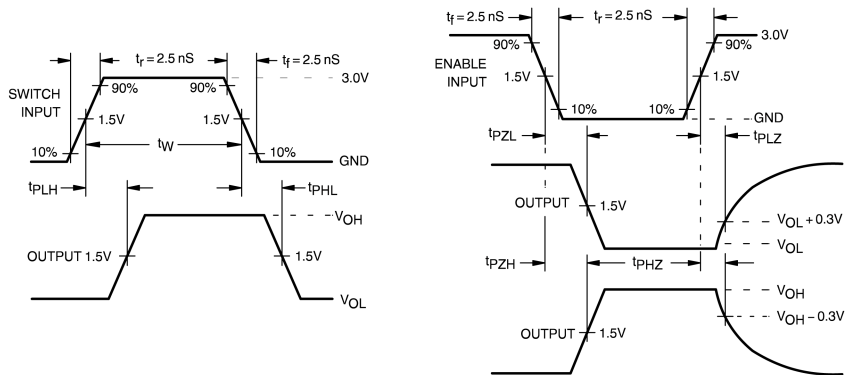 tr = 2.5 nS
tf = 2.5 nS
SWITCH
INPUT
90%
90%
3.0V
1.5V
1.5V
10%
tW
10%
GND
tPLH
tPHL
VOH
OUTPUT 1.5V
1.5V
VOL
tf = 2.5 nS
tr = 2.5 nS
3.0V
90%
90%
ENABLE
INPUT
1.5V
1.5V
10%
10%
GND
tPZL
tPLZ
OUTPUT
1.5V
VOL + 0.3V
VOL
tPZH
tPHZ
VOH
VOH – 0.3V
OUTPUT
1.5V